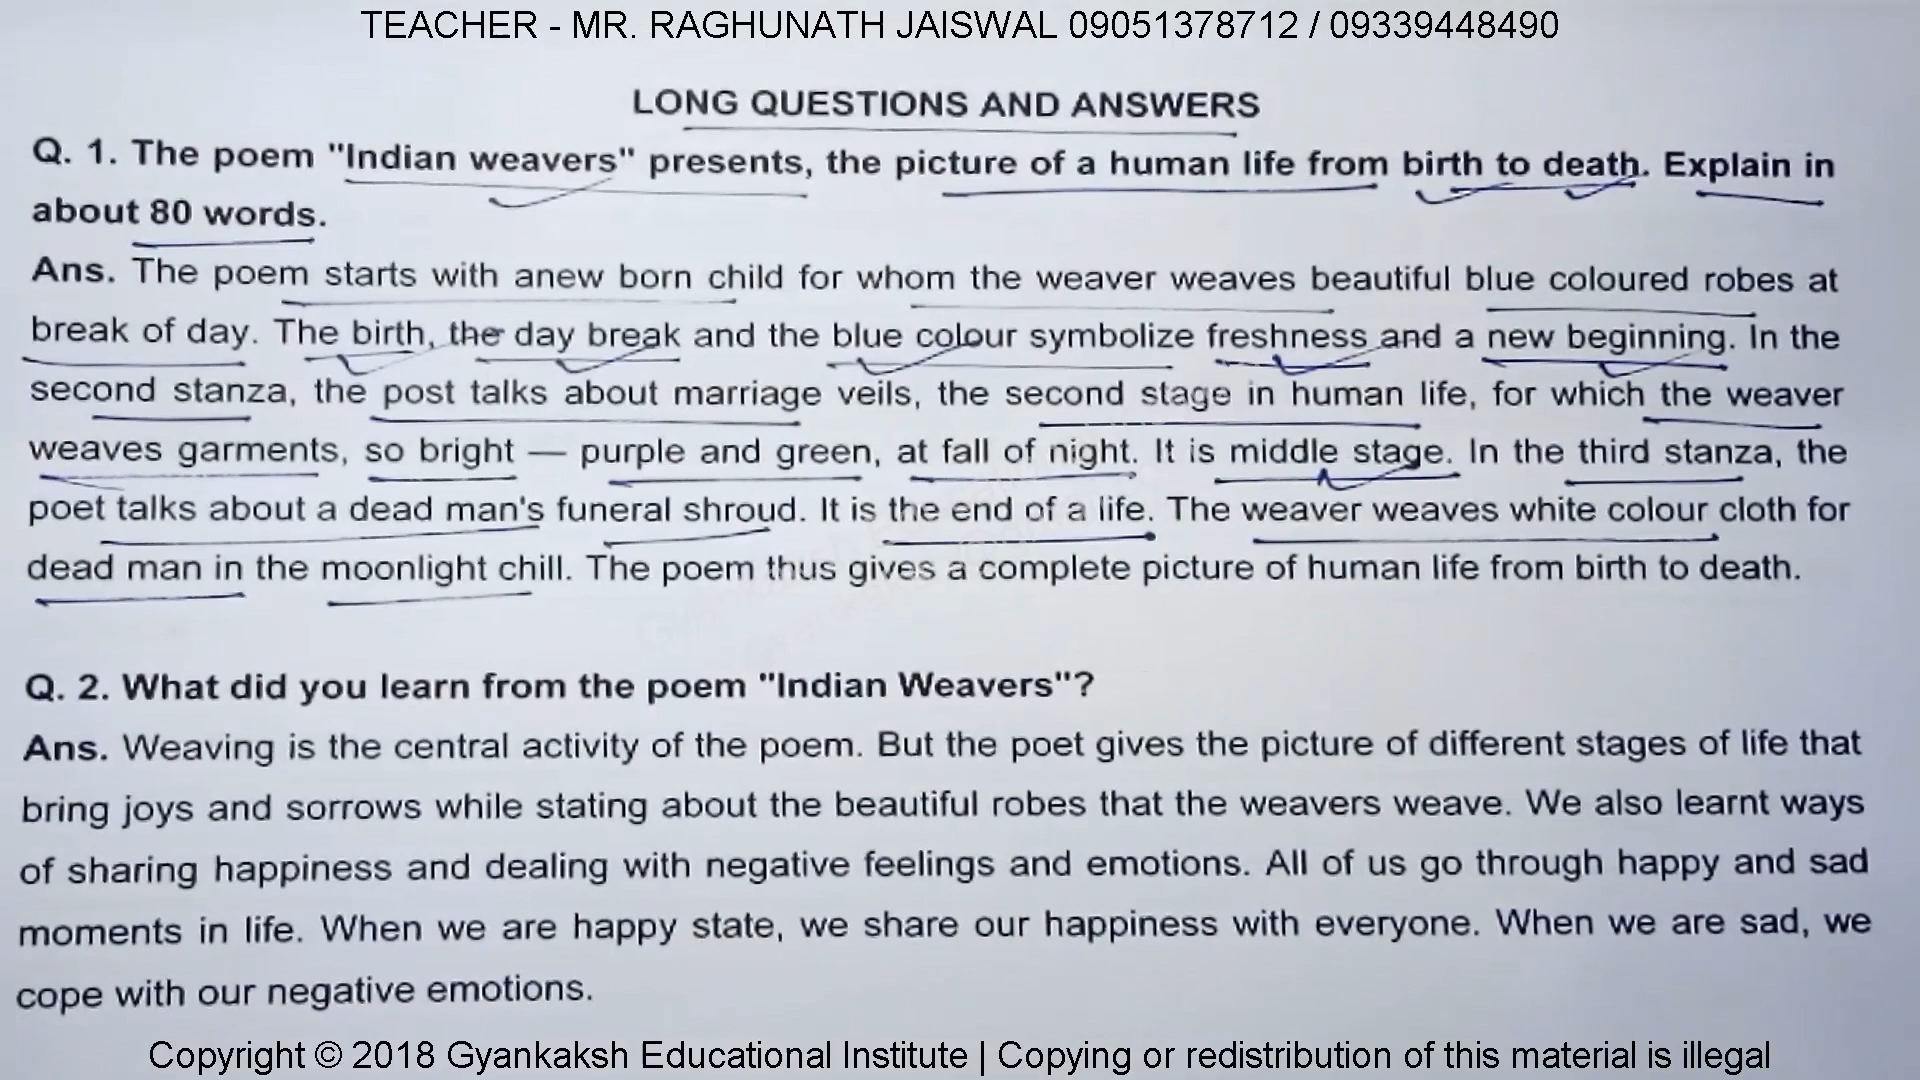 TEACHER - MR. RAGHUNATH JAISWAL 09051378712 / 09339448490
LONG QUESTIONS AND ANSWERS
Q. 1. The poem "Indian weavers" presents, the picture of a human life from birth to death. Explain in
about 80 words.
Ans. The poem starts with anew born child for whom the weaver weaves beautiful blue coloured robes at
break of day. The birth, the day break and the blue colour symbolize freshness and a new beginning. In the
second stanza, the post talks about marriage veils, the second stage in human life, for which the weaver
weaves garments, so bright — purple and green, at fall of night. It is middle stage. In the third stanza, the
poet talks about a dead man's funeral shroud. It is the end of a life. The weaver weaves white colour cloth for
dead man in the moonlight chill. The poem thus gives a complete picture of human life from birth to death.
Q. 2. What did you learn from the poem "Indian Weavers"?
Ans. Weaving is the central activity of the poem. But the poet gives the picture of different stages of life that
bring joys and sorrows while stating about the beautiful robes that the weavers weave. We also learnt ways
of sharing happiness and dealing with negative feelings and emotions. All of us go through happy and sad
moments in life. When we are happy state, we share our happiness with everyone. When we are sad, we
cope with our negative emotions.
Copyright © 2018 Gyankaksh Educational Institute | Copying or redistribution of this material is illegal